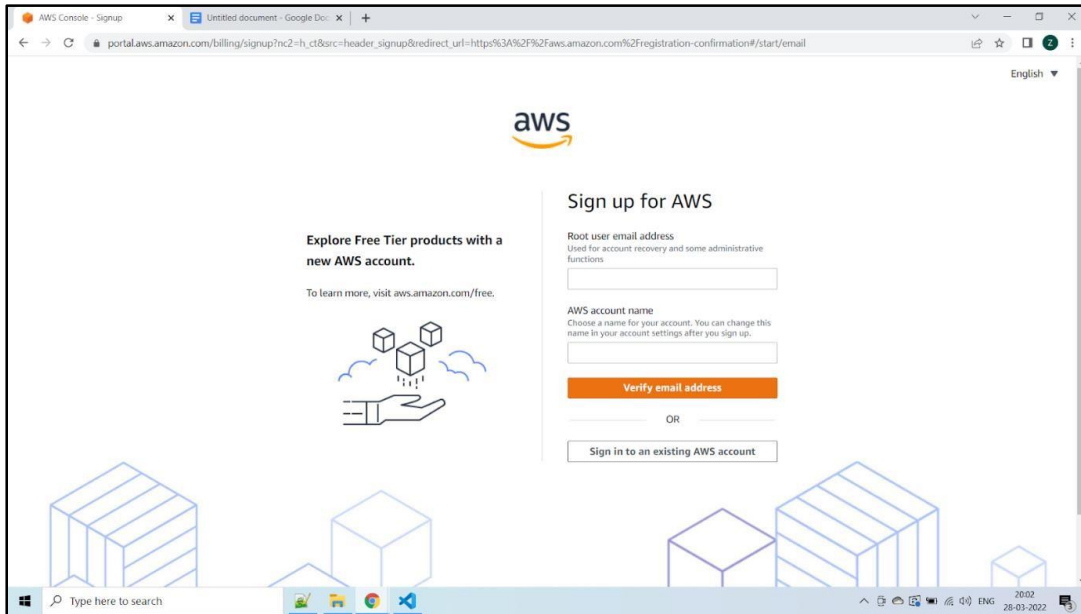 AWS Console - Signup
Untitled document - Google Doc
portal.aws.amazon.com/billing/signup?nc2=h_ct&src=header_signup&redirect_url=https%3A%2F%2Faws.amazon.com%2Fregistration-confirmation#/start/email
Z
English
aws
Explore Free Tier products with a
new AWS account.
To learn more, visit aws.amazon.com/free.
Sign up for AWS
Root user email address
Used for account recovery and some administrative
functions
AWS account name
Choose a name for your account. You can change this
name in your account settings after you sign up.
Verify email address
OR
Sign in to an existing AWS account
Type here to search
ENG
20:02
28-03-2022